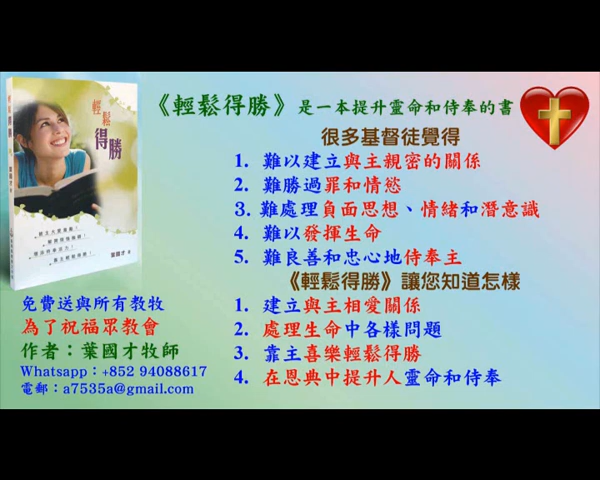 輕鬆
得勝
葉國才 著
《輕鬆得勝》是一本提升靈命和侍奉的書
很多基督徒覺得
1. 難以建立與主親密的關係
2. 難勝過罪和情慾
3. 難處理負面思想、情緒和潛意識
4. 難以發揮生命
5. 難良善和忠心地侍奉主
《輕鬆得勝》讓您知道怎樣
1. 建立與主相愛關係
2. 處理生命中各樣問題
3. 靠主喜樂輕鬆得勝
4. 在恩典中提升人靈命和侍奉
免費送與所有教牧
為了祝福眾教會
作者：葉國才牧師
Whatsapp：+852 94088617
電郵：a7535a@gmail.com